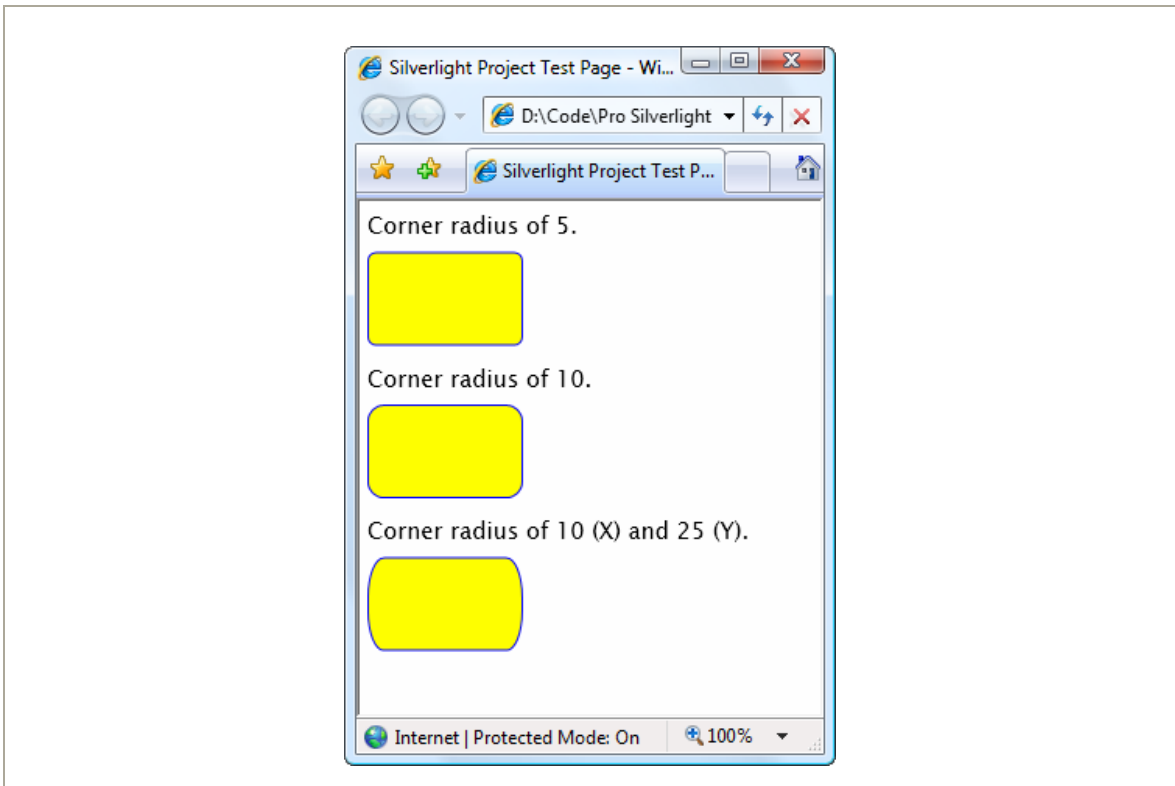 Silverlight Project Test Page - Wi...
D:\Code\Pro Silverlight
Silverlight Project Test P...
Corner radius of 5.
Corner radius of 10.
Corner radius of 10 (X) and 25 (Y).
Internet | Protected Mode: On
100%